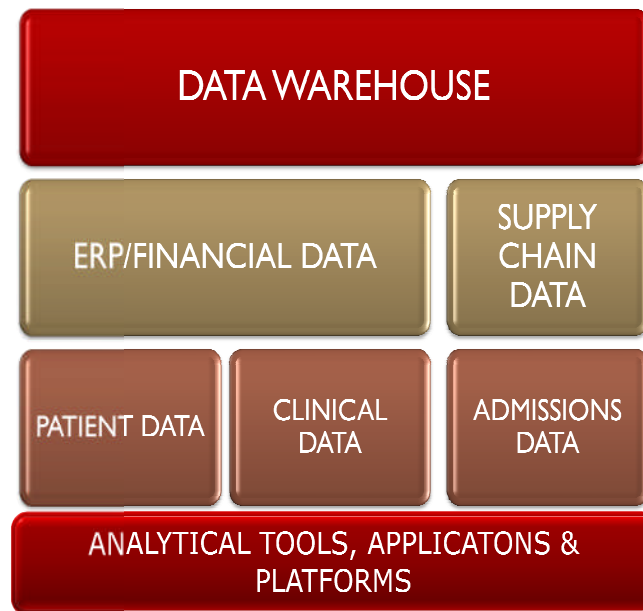 DATA WAREHOUSE
ERP/FINANCIAL DATA
SUPPLY
CHAIN
DATA
PATIENT DATA
CLINICAL
DATA
ADMISSIONS
DATA
ANALYTICAL TOOLS, APPLICATONS &
PLATFORMS